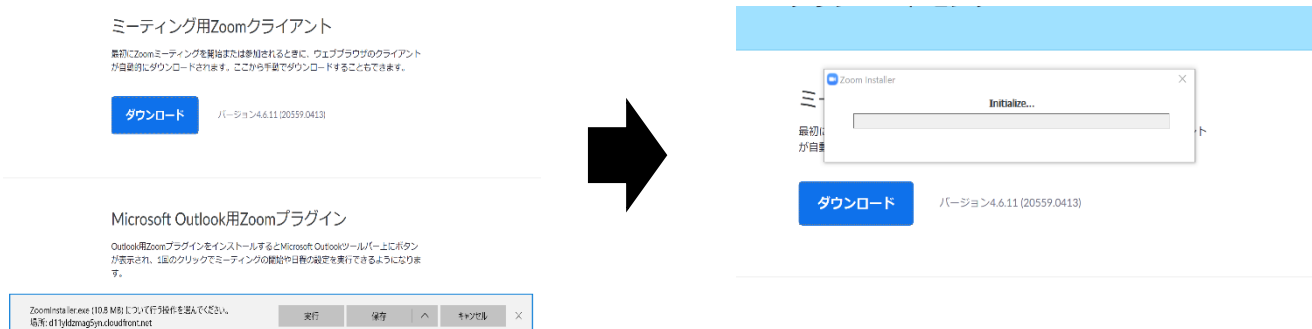 ミーティング用Zoomクライアント
最初にZoomミーティングを開始または参加されるときに、ウェブブラウザのクライアント
が自動的にダウンロードされます。ここから手動でダウンロードすることもできます。
ダウンロード
バージョン4.6.11 (20559.0413)
Microsoft Outlook用Zoomプラグイン
Outlook用ZoomプラグインをインストールするとMicrosoft Outlookツールバー上にボタン
が表示され、1回のクリックでミーティングの開始や日程の設定を実行できるようになりま
す。
ZoomInstaller.exe (10.8 MB) について行う操作を選んでください。
場所: d11yldzmag5yn.cloudfront.net
実行
保存
キャンセル
Zoom Installer
Initialize...
ミー
最初に
ト
が自動
ダウンロード
バージョン4.6.11 (20559.0413)